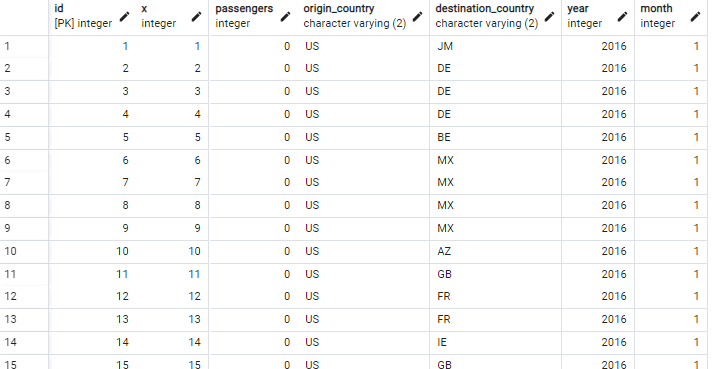 id x passengers origin_country destination_country year month
[PK] integer integer integer character varying (2) character varying (2) integer integer
1 1 1 0 US JM 2016 1
2 2 2 0 US DE 2016 1
3 3 3 0 US DE 2016 1
4 4 4 0 US DE 2016 1
5 5 5 0 US BE 2016 1
6 6 6 0 US MX 2016 1
7 7 7 0 US MX 2016 1
8 8 8 0 US MX 2016 1
9 9 9 0 US MX 2016 1
10 10 10 0 US AZ 2016 1
11 11 11 0 US GB 2016 1
12 12 12 0 US FR 2016 1
13 13 13 0 US FR 2016 1
14 14 14 0 US IE 2016 1
15 15 15 0 US GB 2016 1